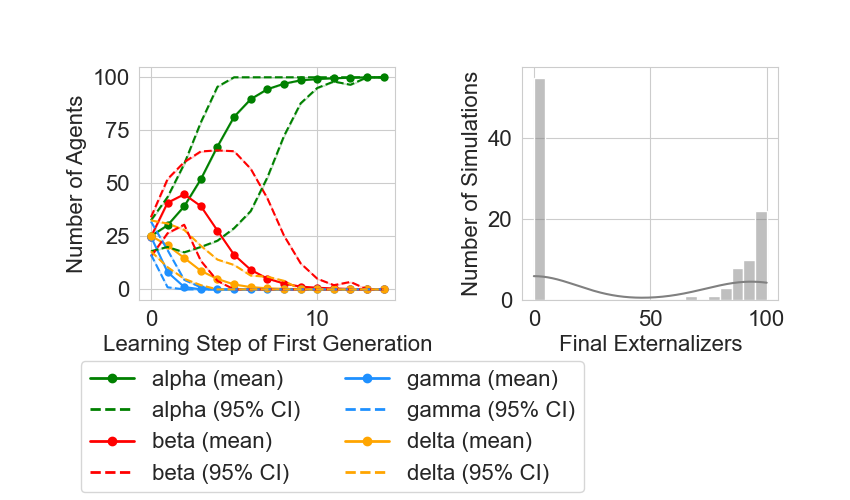 100
75
50
25
0
Number of Agents
0
10
Learning Step of First Generation
40
20
0
Number of Simulations
0
50
100
Final Externalizers
alpha (mean)
alpha (95% CI)
beta (mean)
beta (95% CI)
gamma (mean)
gamma (95% CI)
delta (mean)
delta (95% CI)